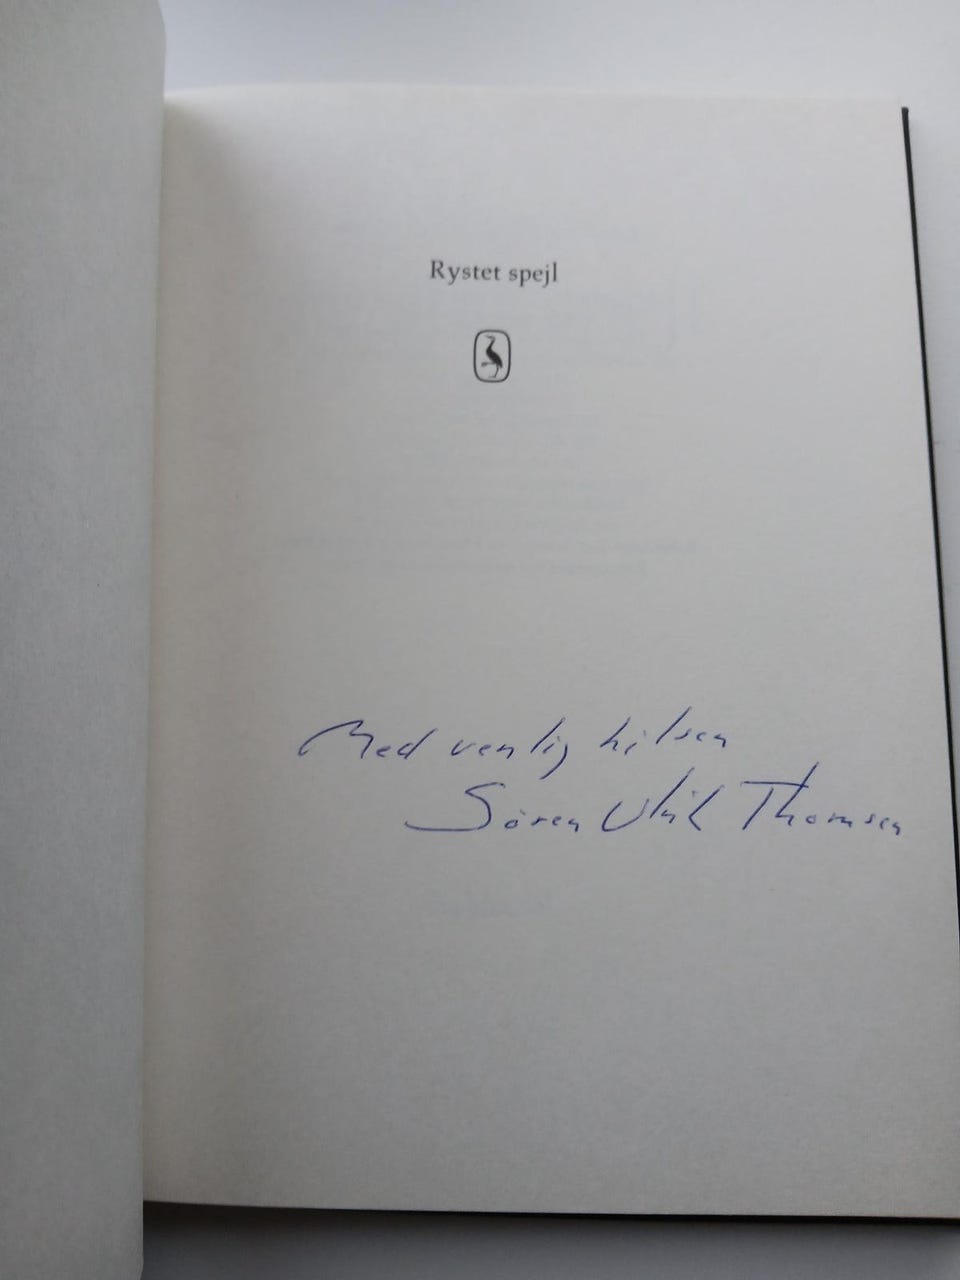 Rystet spejl
Med venlig hilsen
Søren Ulrik Thomsen